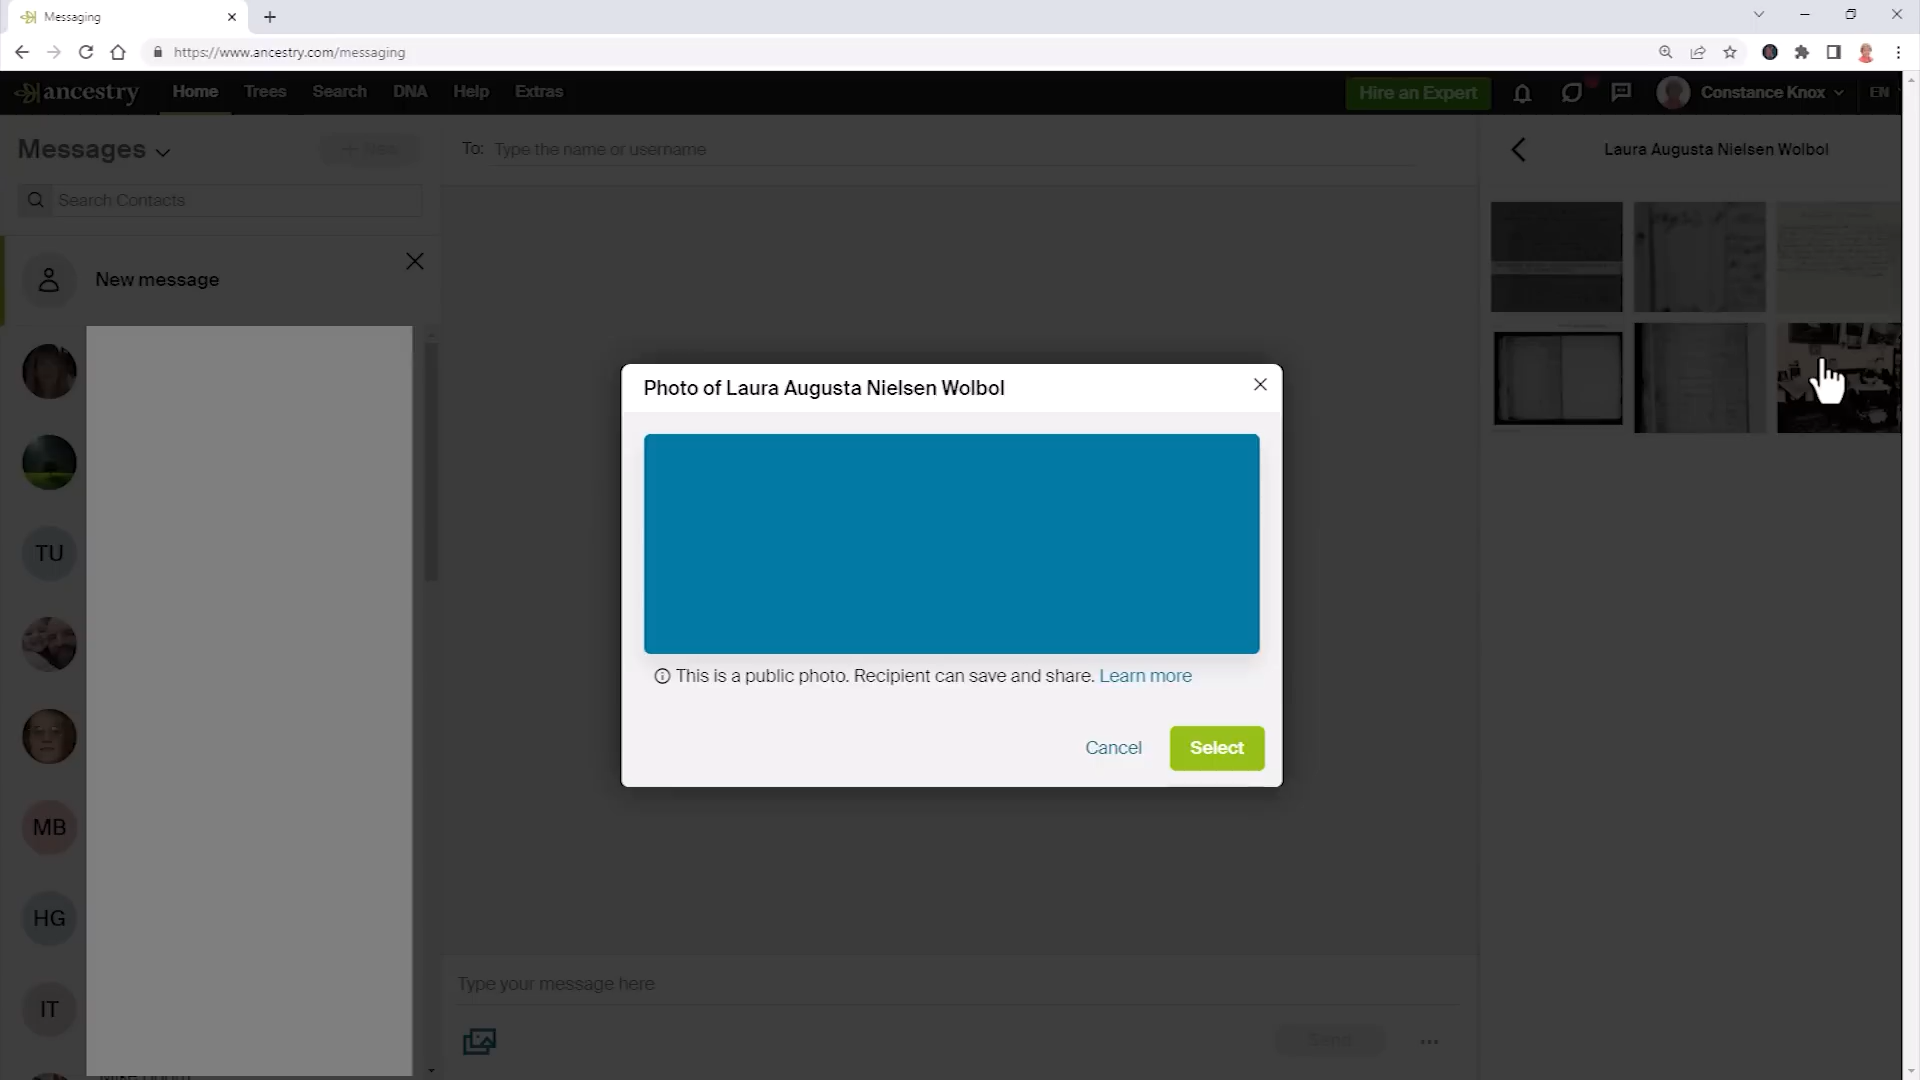 Messaging
https://www.ancestry.com/messaging
ancestry
Home
Trees
Search
DNA
Help
Extras
Hire an Expert
Constance Knox
EN
Messages
+ New
To: Type the name or username
Laura Augusta Nielsen Wolbol
Search Contacts
New message
TU
MB
HG
IT
Photo of Laura Augusta Nielsen Wolbol
This is a public photo. Recipient can save and share. Learn more
Cancel
Select
Type your message here
Send